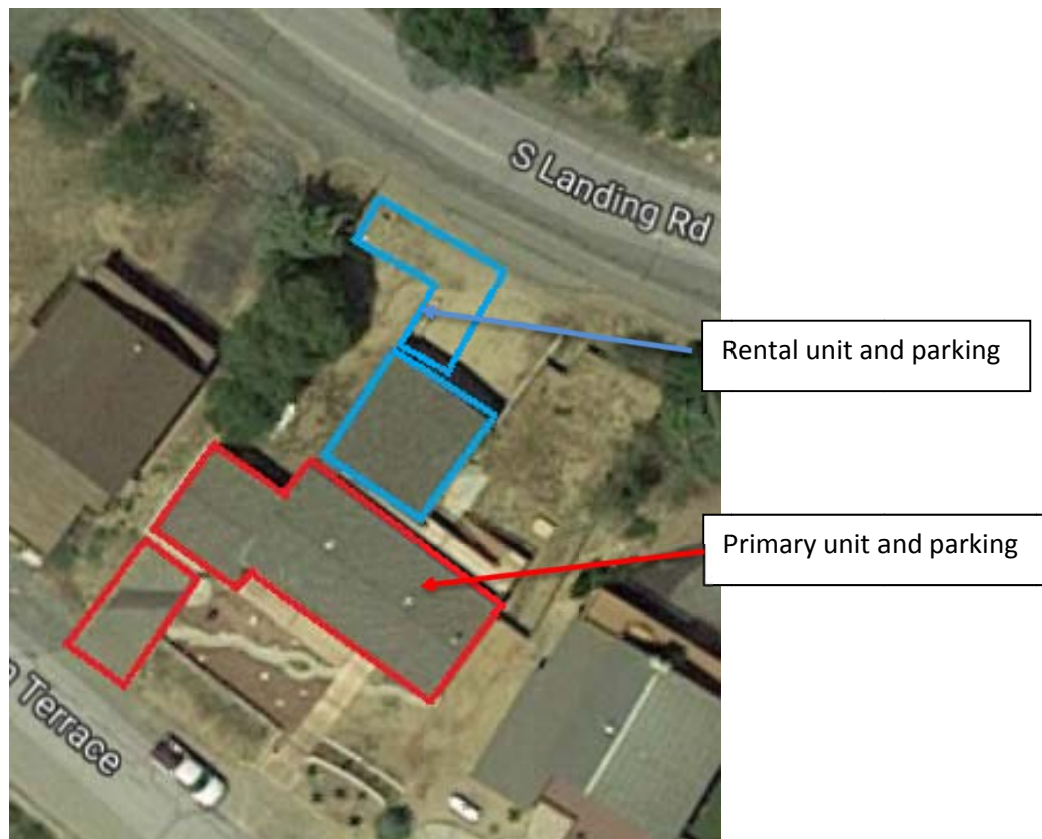 S Landing Rd
Rental unit and parking
Primary unit and parking
Terrace